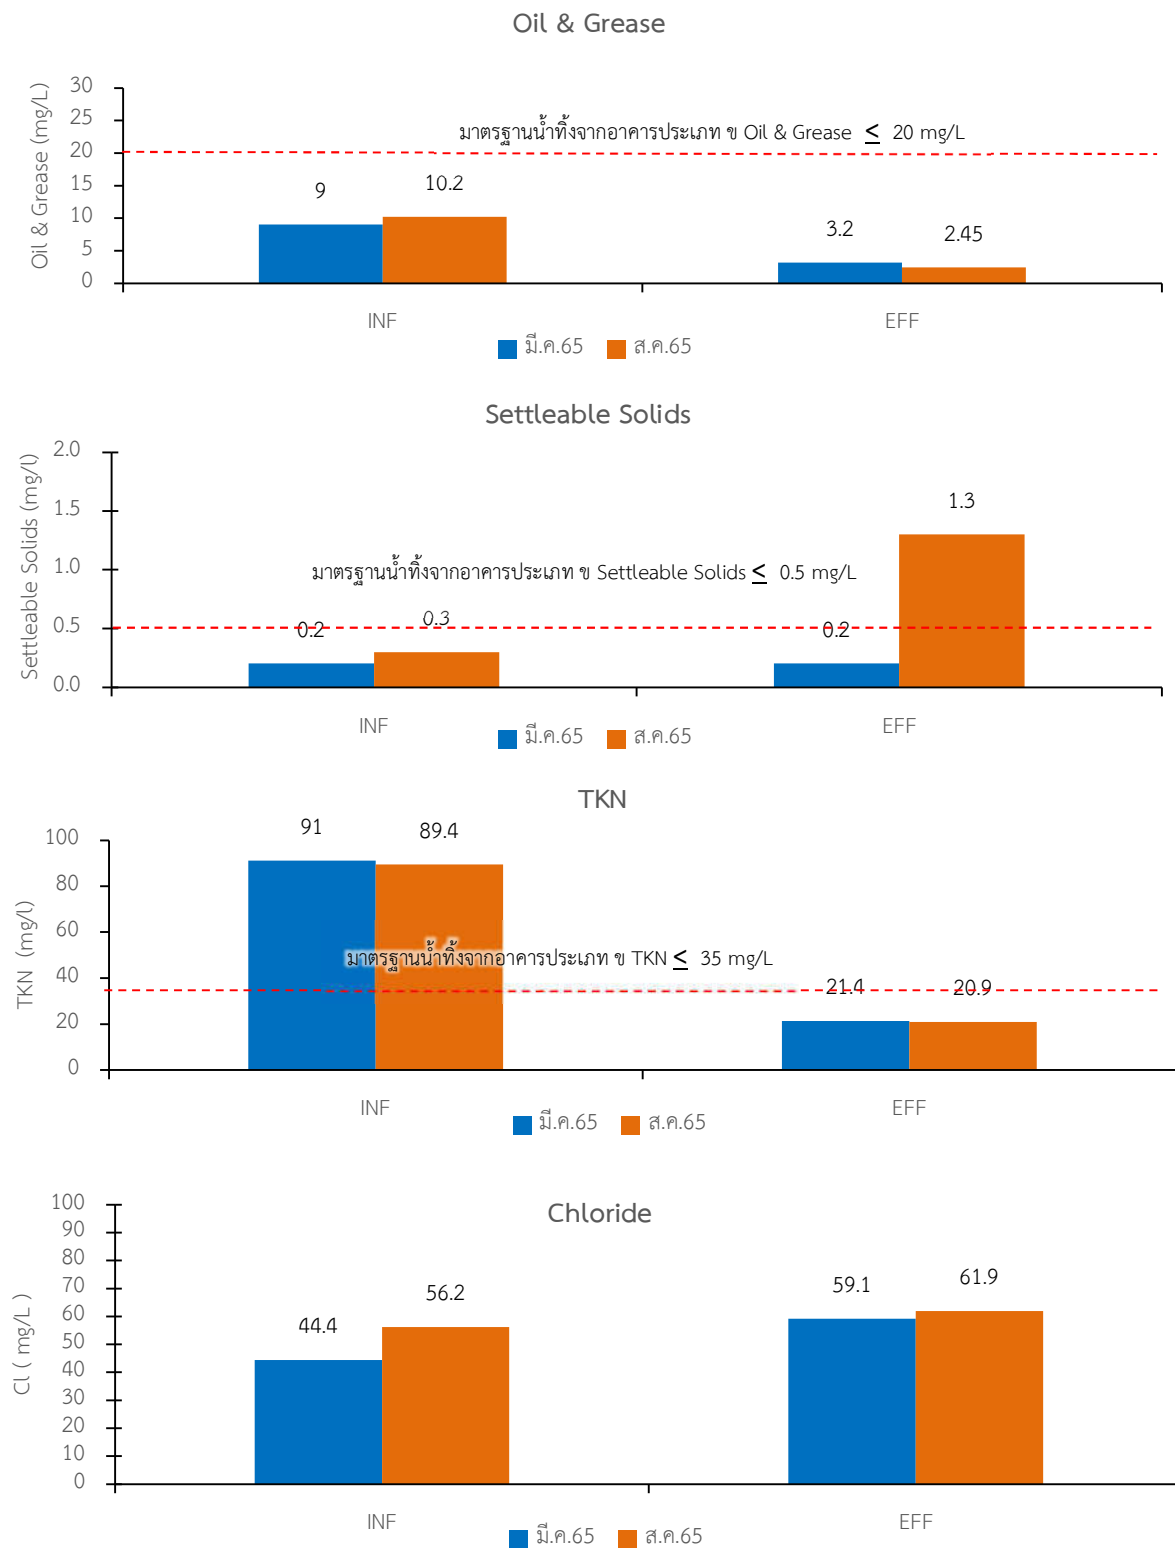 Oil & Grease
Oil & Grease (mg/L)
30
25
20
15
10
5
0
มาตรฐานน้ำทิ้งจากอาคารประเภท ข Oil & Grease ≤ 20 mg/L
9
10.2
3.2
2.45
INF
EFF
มี.ค.65
ส.ค.65
Settleable Solids
Settleable Solids (mg/l)
2.0
1.5
1.0
0.5
0.0
1.3
มาตรฐานน้ำทิ้งจากอาคารประเภท ข Settleable Solids ≤ 0.5 mg/L
0.2
0.3
0.2
INF
EFF
มี.ค.65
ส.ค.65
TKN
TKN (mg/l)
100
80
60
40
20
0
91
89.4
มาตรฐานน้ำทิ้งจากอาคารประเภท ข TKN ≤ 35 mg/L
21.4
20.9
INF
EFF
มี.ค.65
ส.ค.65
Chloride
Cl ( mg/L )
100
90
80
70
60
50
40
30
20
10
0
44.4
56.2
59.1
61.9
INF
EFF
มี.ค.65
ส.ค.65